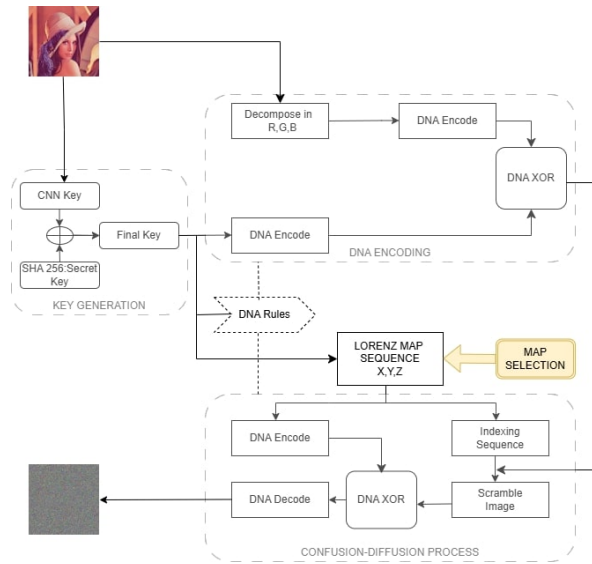 Decompose in
R,G,B
DNA Encode
DNA XOR
CNN Key
Final Key
DNA Encode
SHA 256:Secret
Key
DNA ENCODING
KEY GENERATION
DNA Rules
LORENZ MAP
SEQUENCE
X,Y,Z
MAP
SELECTION
DNA Encode
Indexing
Sequence
DNA Decode
DNA XOR
Scramble
Image
CONFUSION-DIFFUSION PROCESS